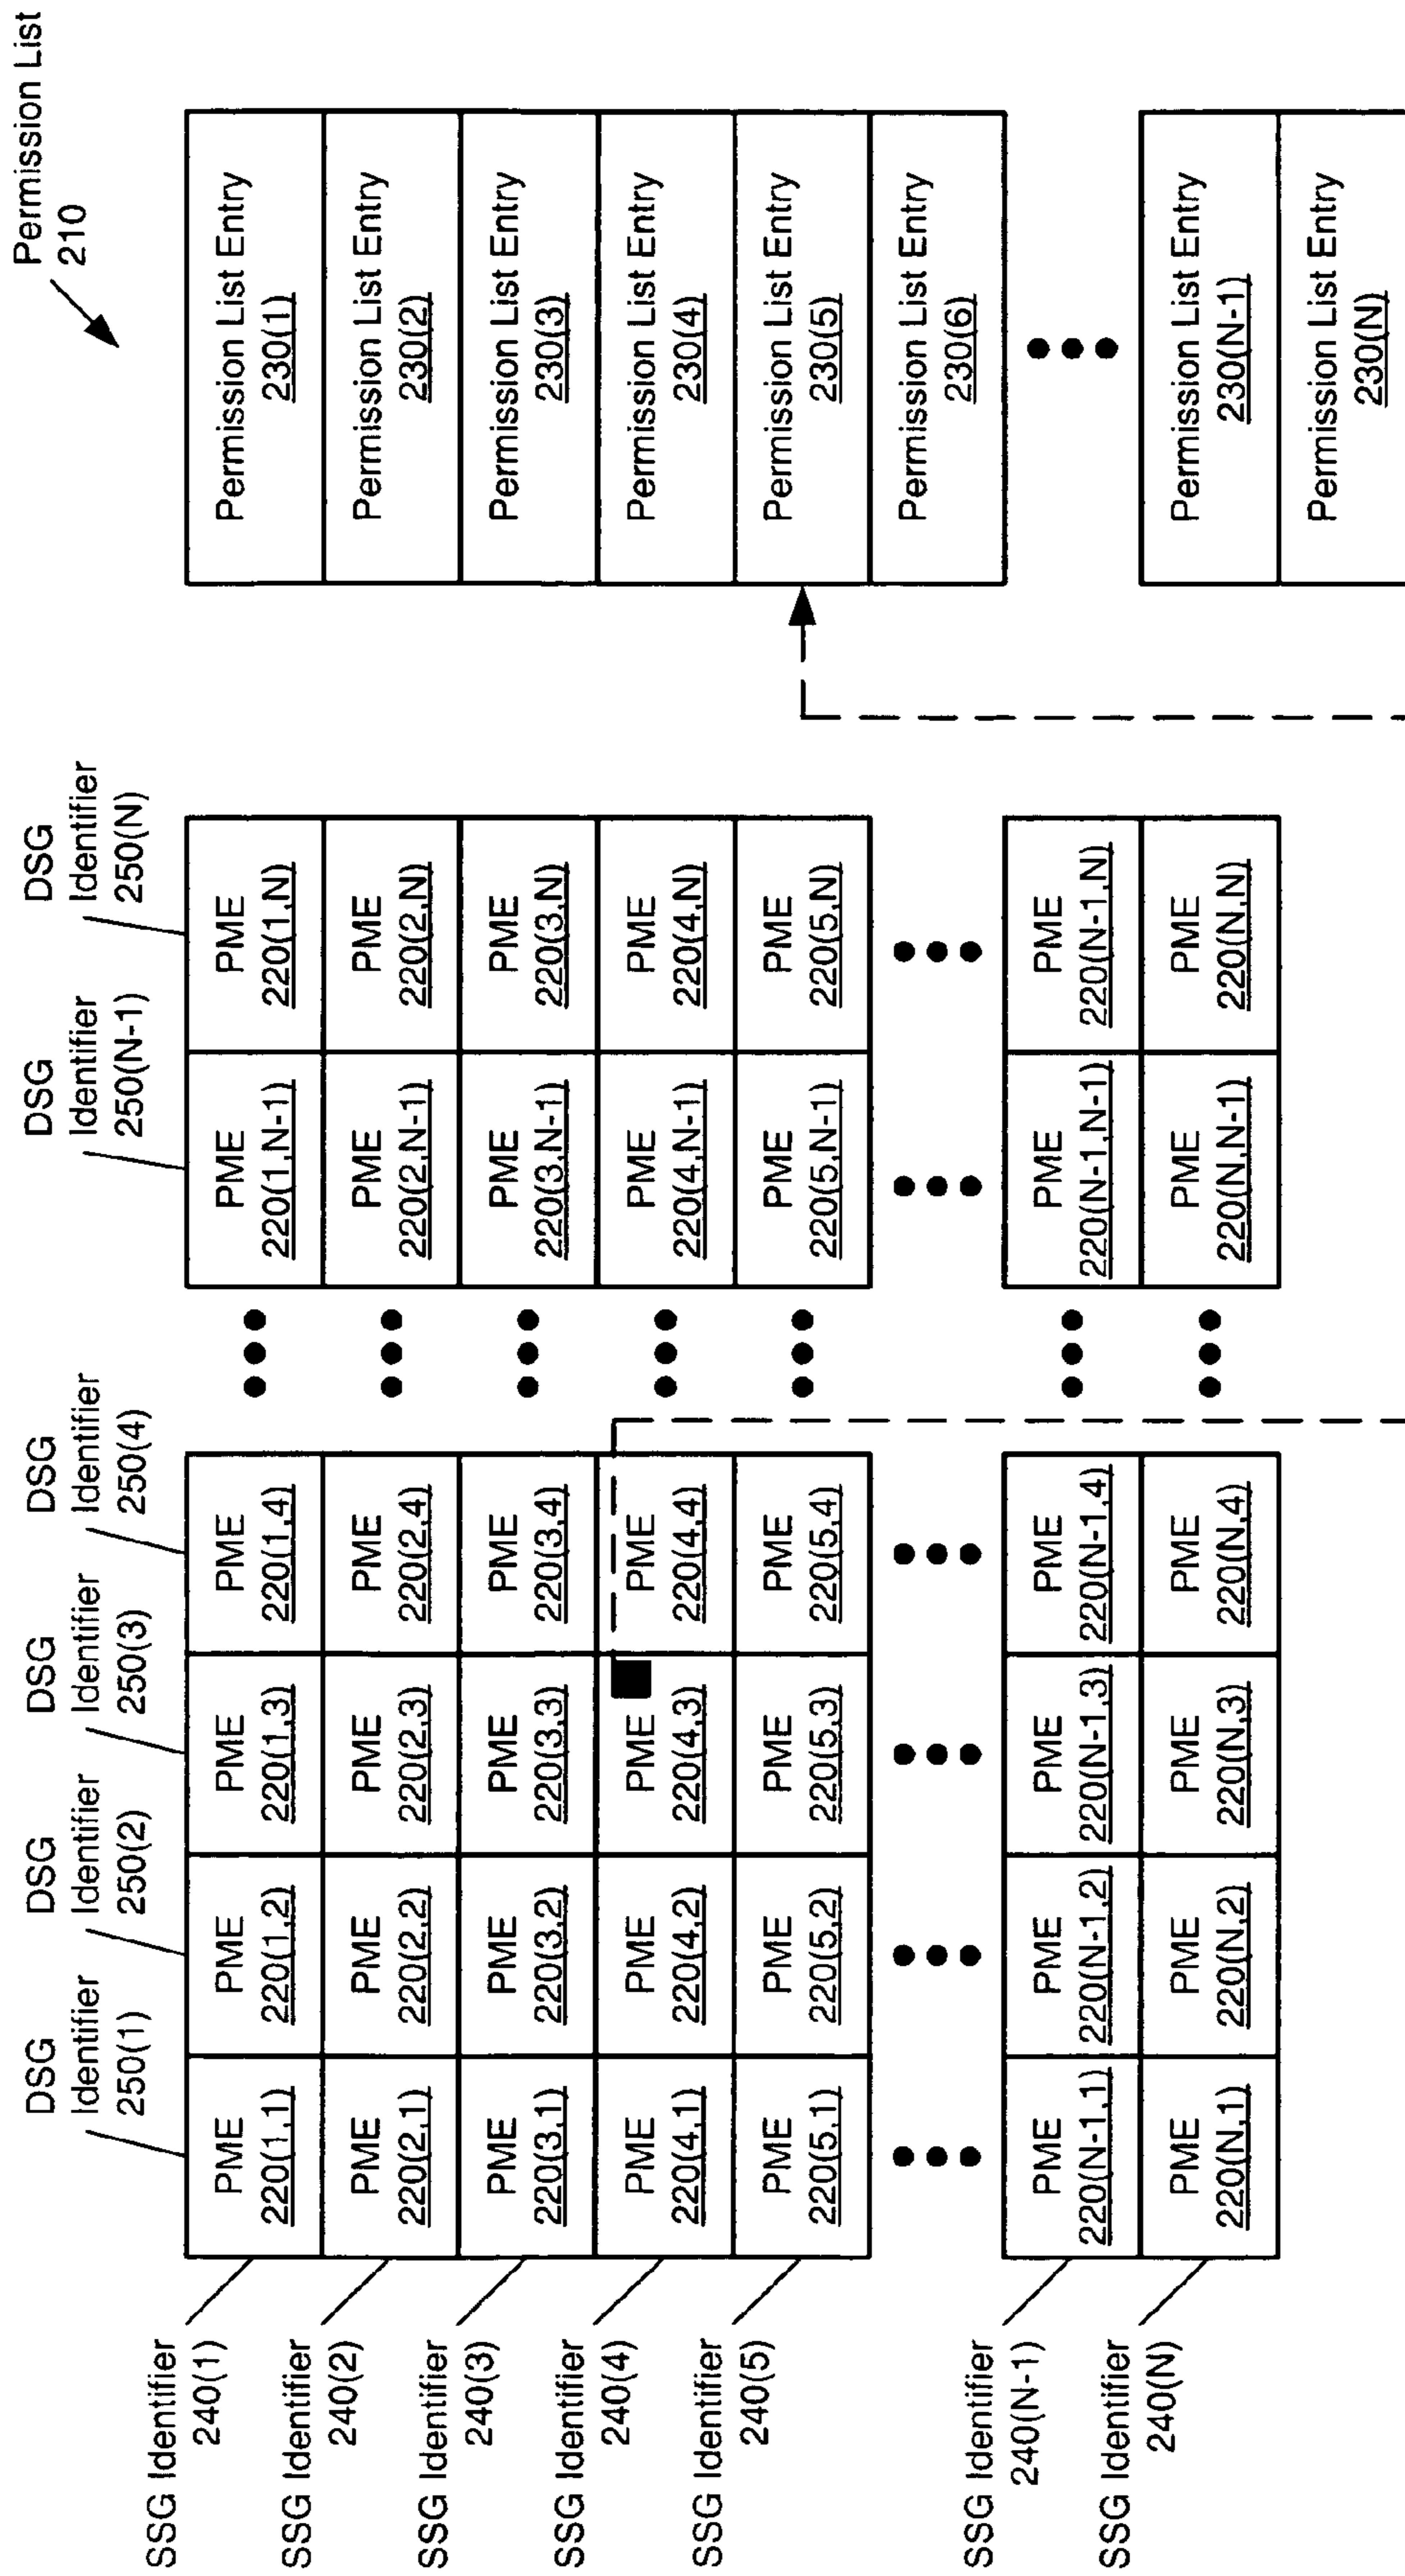 Permission List
210
DSG
Identifier
250(1)
DSG
Identifier
250(2)
DSG
Identifier
250(3)
DSG
Identifier
250(4)
DSG
Identifier
250(N-1)
DSG
Identifier
250(N)
SSG Identifier
240(1)
PME
220(1,1)
PME
220(1,2)
PME
220(1,3)
PME
220(1,4)
PME
220(1,N-1)
PME
220(1,N)
Permission List Entry
230(1)
SSG Identifier
240(2)
PME
220(2,1)
PME
220(2,2)
PME
220(2,3)
PME
220(2,4)
PME
220(2,N-1)
PME
220(2,N)
Permission List Entry
230(2)
SSG Identifier
240(3)
PME
220(3,1)
PME
220(3,2)
PME
220(3,3)
PME
220(3,4)
PME
220(3,N-1)
PME
220(3,N)
Permission List Entry
230(3)
SSG Identifier
240(4)
PME
220(4,1)
PME
220(4,2)
PME
220(4,3)
PME
220(4,4)
PME
220(4,N-1)
PME
220(4,N)
Permission List Entry
230(4)
SSG Identifier
240(5)
PME
220(5,1)
PME
220(5,2)
PME
220(5,3)
PME
220(5,4)
PME
220(5,N-1)
PME
220(5,N)
Permission List Entry
230(5)
Permission List Entry
230(6)
SSG Identifier
240(N-1)
PME
220(N-1,1)
PME
220(N-1,2)
PME
220(N-1,3)
PME
220(N-1,4)
PME
220(N-1,N-1)
PME
220(N-1,N)
Permission List Entry
230(N-1)
SSG Identifier
240(N)
PME
220(N,1)
PME
220(N,2)
PME
220(N,3)
PME
220(N,4)
PME
220(N,N-1)
PME
220(N,N)
Permission List Entry
230(N)